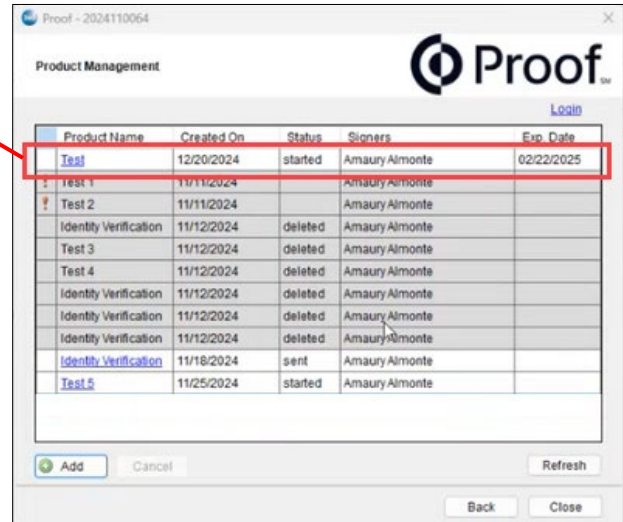 Proof - 2024110064
Product Management
Proof SM
Login
Product Name Created On Status Signers Exp. Date
Test 12/20/2024 started Amaury Almonte 02/22/2025
! Test 1 11/11/2024 Amaury Almonte
! Test 2 11/11/2024 Amaury Almonte
Identity Verification 11/12/2024 deleted Amaury Almonte
Test 3 11/12/2024 deleted Amaury Almonte
Test 4 11/12/2024 deleted Amaury Almonte
Identity Verification 11/12/2024 deleted Amaury Almonte
Identity Verification 11/12/2024 deleted Amaury Almonte
Identity Verification 11/12/2024 deleted Amaury Almonte
Identity Verification 11/18/2024 sent Amaury Almonte
Test 5 11/25/2024 started Amaury Almonte
Add Cancel Refresh
Back Close